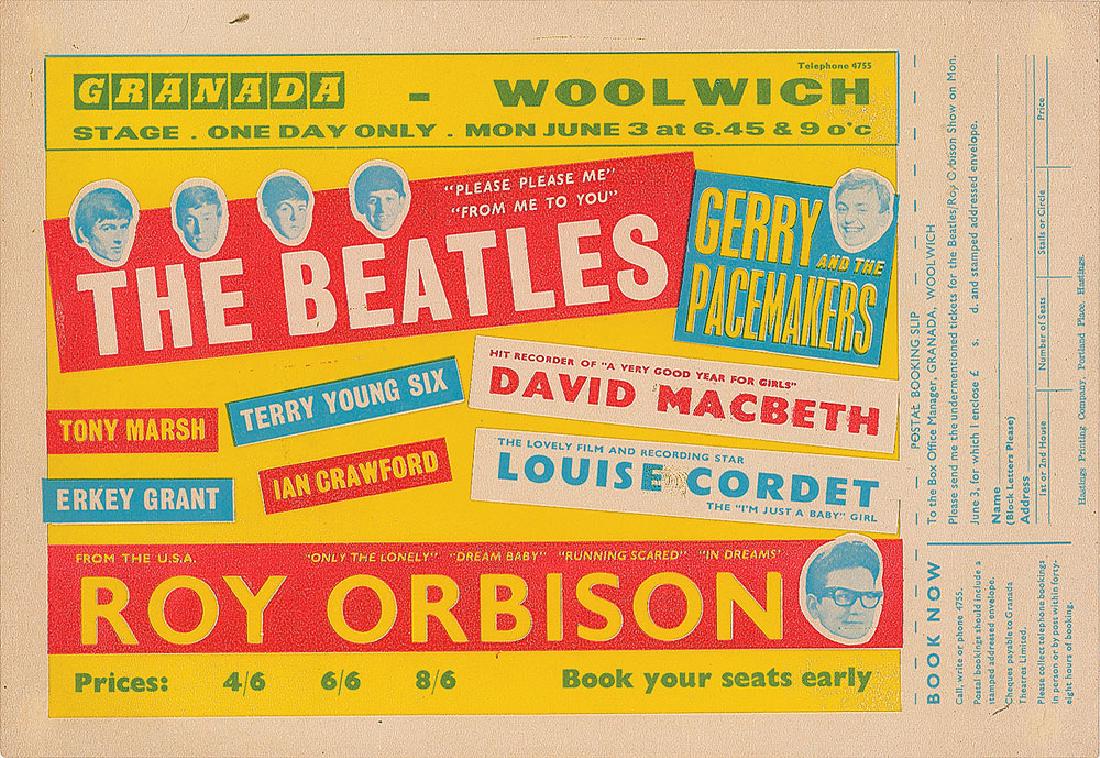 Telephone 4755
GRANADA - WOOLWICH
STAGE . ONE DAY ONLY . MON JUNE 3 at 6.45 & 9 o'c
"PLEASE PLEASE ME"
"FROM ME TO YOU"
THE BEATLES
GERRY
AND THE
PACEMAKERS
HIT RECORDER OF "A VERY GOOD YEAR FOR GIRLS"
DAVID MACBETH
TERRY YOUNG SIX
TONY MARSH
THE LOVELY FILM AND RECORDING STAR
LOUISE CORDET
THE "I'M JUST A BABY" GIRL
IAN CRAWFORD
ERKEY GRANT
FROM THE U.S.A. "ONLY THE LONELY" "DREAM BABY" "RUNNING SCARED" "IN DREAMS"
ROY ORBISON
Prices: 4/6 6/6 8/6 Book your seats early
POSTAL BOOKING SLIP
To the Box Office Manager, GRANADA, WOOLWICH
Please send me the undermentioned tickets for the Beatles/Roy Orbison Show on Mon.
June 3, for which I enclose £ s. d. and stamped addressed envelope.
Name
(Block Letters Please)
Address
1st or 2nd House Number of Seats Stalls or Circle Price
Hastings Printing Company, Portland Place, Hastings.
BOOK NOW
Call, write or phone 4755.
Postal bookings should include a
stamped addressed envelope.
Cheques payable to Granada
Theatres Limited.
Please collect telephone bookings
in person or by post within forty-
eight hours of booking.